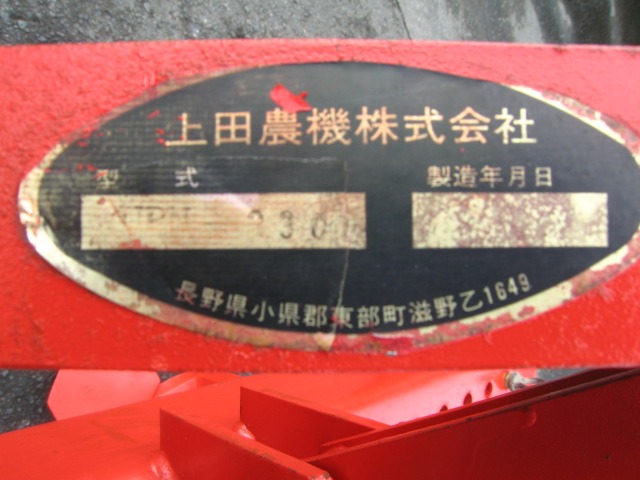 上田農機株式会社
型式 製造年月日
長野県小県郡東部町滋野乙1649